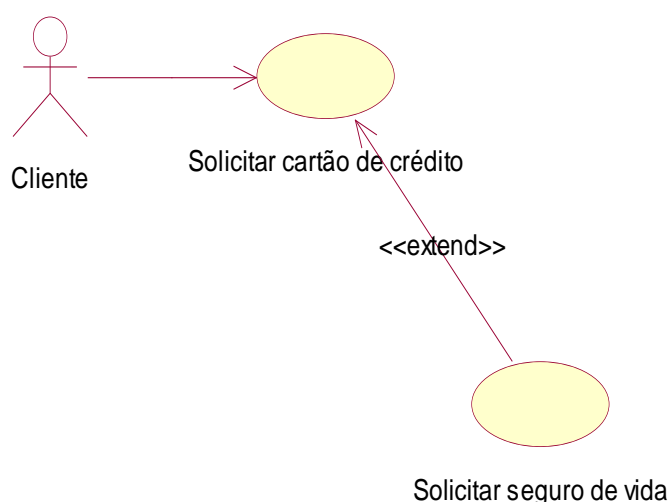 Cliente
Solicitar cartão de crédito
<<extend>>
Solicitar seguro de vida